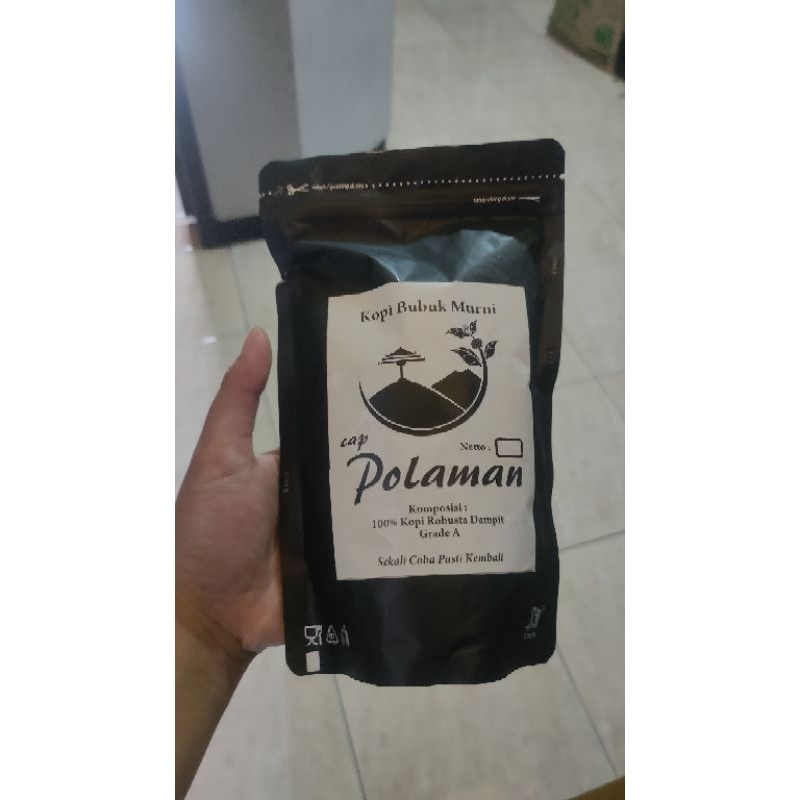 Kopi Bubuk Murni
cap
Netto :
Polaman
Komposisi :
100% Kopi Robusta Dampit
Grade A
Sekali Coba Pasti Kembali